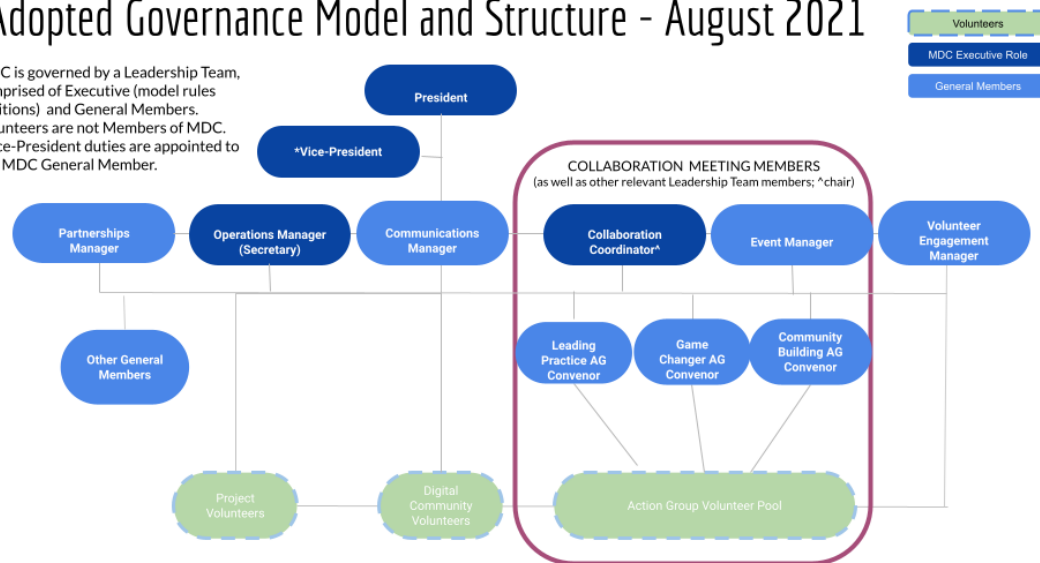 Adopted Governance Model and Structure - August 2021
Volunteers
MDC Executive Role
General Members
C is governed by a Leadership Team,
prised of Executive (model rules
itions) and General Members.
unteers are not Members of MDC.
ce-President duties are appointed to
MDC General Member.
President
*Vice-President
COLLABORATION MEETING MEMBERS
(as well as other relevant Leadership Team members; ^chair)
Partnerships
Manager
Operations Manager
(Secretary)
Communications
Manager
Collaboration
Coordinator^
Event Manager
Volunteer
Engagement
Manager
Other General
Members
Leading
Practice AG
Convenor
Game
Changer AG
Convenor
Community
Building AG
Convenor
Project
Volunteers
Digital
Community
Volunteers
Action Group Volunteer Pool